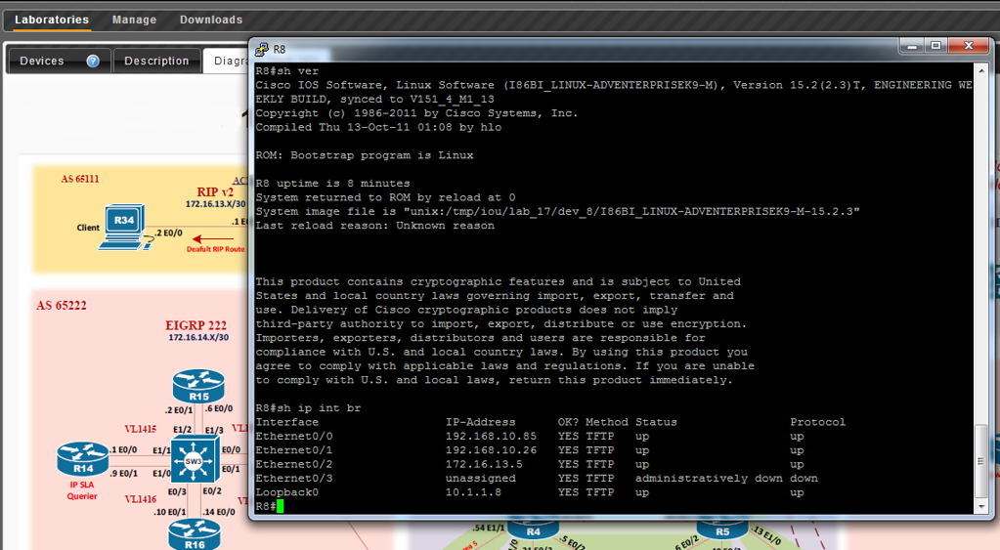 Laboratories Manage Downloads
Devices ? Description
R8
R8#sh ver
Cisco IOS Software, Linux Software (I86BI_LINUX-ADVENTERPRISEK9-M), Version 15.2(2.3)T, ENGINEERING WE
EKLY BUILD, synced to V151_4_M1_13
Copyright (c) 1986-2011 by Cisco Systems, Inc.
Compiled Thu 13-Oct-11 01:08 by hlo
ROM: Bootstrap program is Linux
R8 uptime is 8 minutes
System returned to ROM by reload at 0
System image file is "unix:/tmp/iou/lab_17/dev_8/I86BI_LINUX-ADVENTERPRISEK9-M-15.2.3"
Last reload reason: Unknown reason
This product contains cryptographic features and is subject to United
States and local country laws governing import, export, transfer and
use. Delivery of Cisco cryptographic products does not imply
third-party authority to import, export, distribute or use encryption.
Importers, exporters, distributors and users are responsible for
compliance with U.S. and local country laws. By using this product you
agree to comply with applicable laws and regulations. If you are unable
to comply with U.S. and local laws, return this product immediately.
R8#sh ip int br
Interface IP-Address OK? Method Status Protocol
Ethernet0/0 192.168.10.85 YES TFTP up up
Ethernet0/1 192.168.10.26 YES TFTP up up
Ethernet0/2 172.16.13.5 YES TFTP up up
Ethernet0/3 unassigned YES TFTP administratively down down
Loopback0 10.1.1.8 YES TFTP up up
R8#
AS 65111
RIP v2
172.16.13.X/30
R34
Client
.2 E0/0
Deafult RIP Route
AS 65222
EIGRP 222
172.16.14.X/30
R15
.2 E0/1 .6 E0/0
VL1415 E1/2 E1/3
.1 E0/0 E1/1 E0/0
R14 SW3
.9 E0/1 E1/0 E0/1
IP SLA
Querier
E0/3 E0/2
VL1416
.10 E0/1 .14 E0/0
R16
.54 E1/1
R4
.5 E0/2
.6 E0/2
R5
.13 E1/0